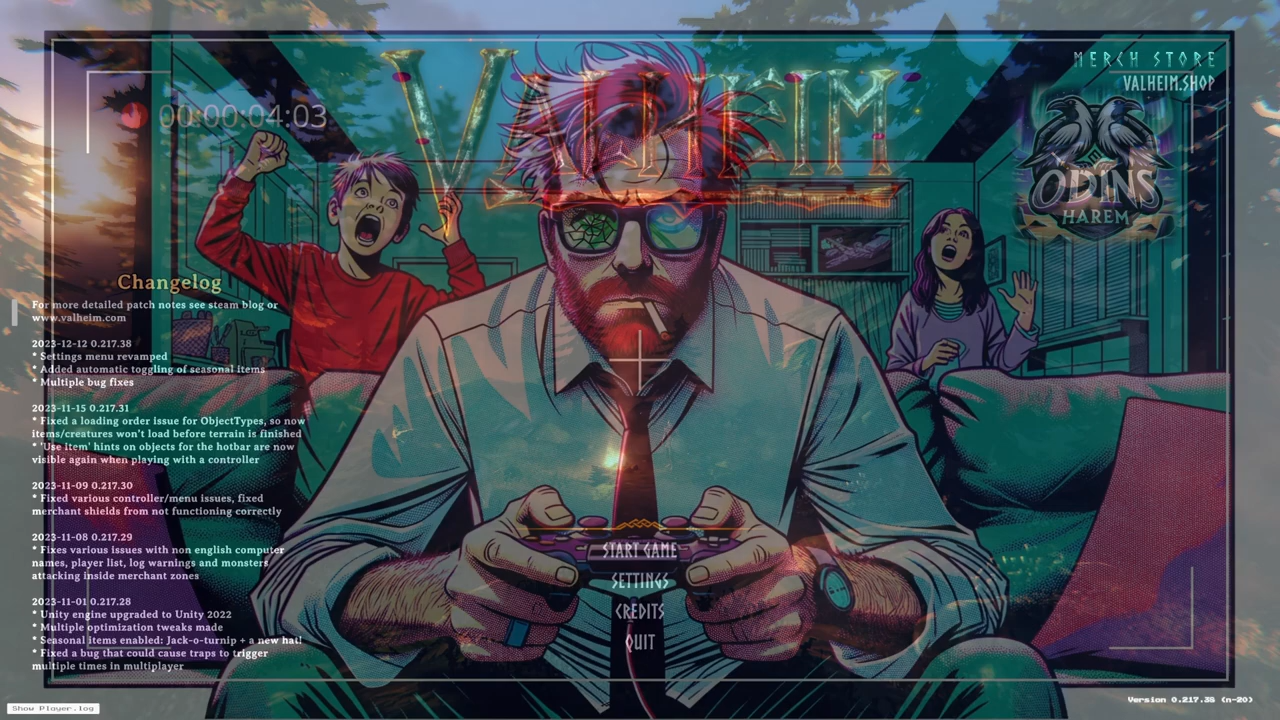 VALHEIM
MERCH STORE
VALHEIM.SHOP
00:00:04:03
ODINS
HAREM
Changelog
For more detailed patch notes see steam blog or
www.valheim.com
2023-12-12 0.217.38
* Settings menu revamped
* Added automatic toggling of seasonal items
* Multiple bug fixes
2023-11-15 0.217.31
* Fixed a loading order issue for ObjectTypes, so now
items/creatures won't load before terrain is finished
* 'Use item' hints on objects for the hotbar are now
visible again when playing with a controller
2023-11-09 0.217.30
* Fixed various controller/menu issues, fixed
merchant shields from not functioning correctly
2023-11-08 0.217.29
* Fixes various issues with non english computer
names, player list, log warnings and monsters
attacking inside merchant zones
2023-11-01 0.217.28
* Unity engine upgraded to Unity 2022
* Multiple optimization tweaks made
* Seasonal items enabled: Jack-o-turnip + a new hat!
* Fixed a bug that could cause traps to trigger
multiple times in multiplayer
START GAME
SETTINGS
CREDITS
QUIT
Show Player.log
Version 0.217.38 (n-20)